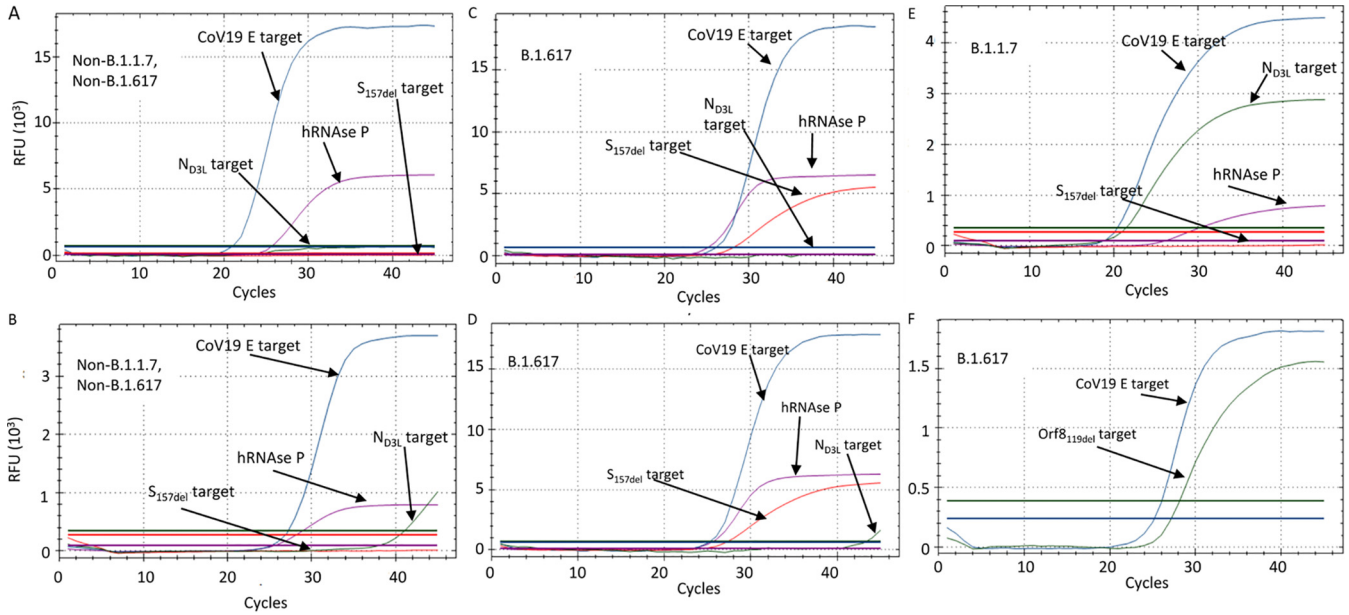 A
RFU (10³)
15
10
5
0
Non-B.1.1.7,
Non-B.1.617
CoV19 E target
S157del target
hRNAse P
ND3L target
0 10 20 30 40
Cycles
C
15
10
5
0
B.1.617
CoV19 E target
ND3L
target
hRNAse P
S157del target
0 10 20 30 40
Cycles
E
4
3
2
1
0
B.1.1.7
CoV19 E target
ND3L target
hRNAse P
S157del target
0 10 20 30 40
Cycles
B
RFU (10³)
3
2
1
0
Non-B.1.1.7,
Non-B.1.617
CoV19 E target
ND3L target
hRNAse P
S157del target
0 10 20 30 40
Cycles
D
15
10
5
0
B.1.617
CoV19 E target
hRNAse P
ND3L target
S157del target
0 10 20 30 40
Cycles
F
1.5
1
0.5
0
B.1.617
CoV19 E target
Orf8119del target
0 10 20 30 40
Cycles